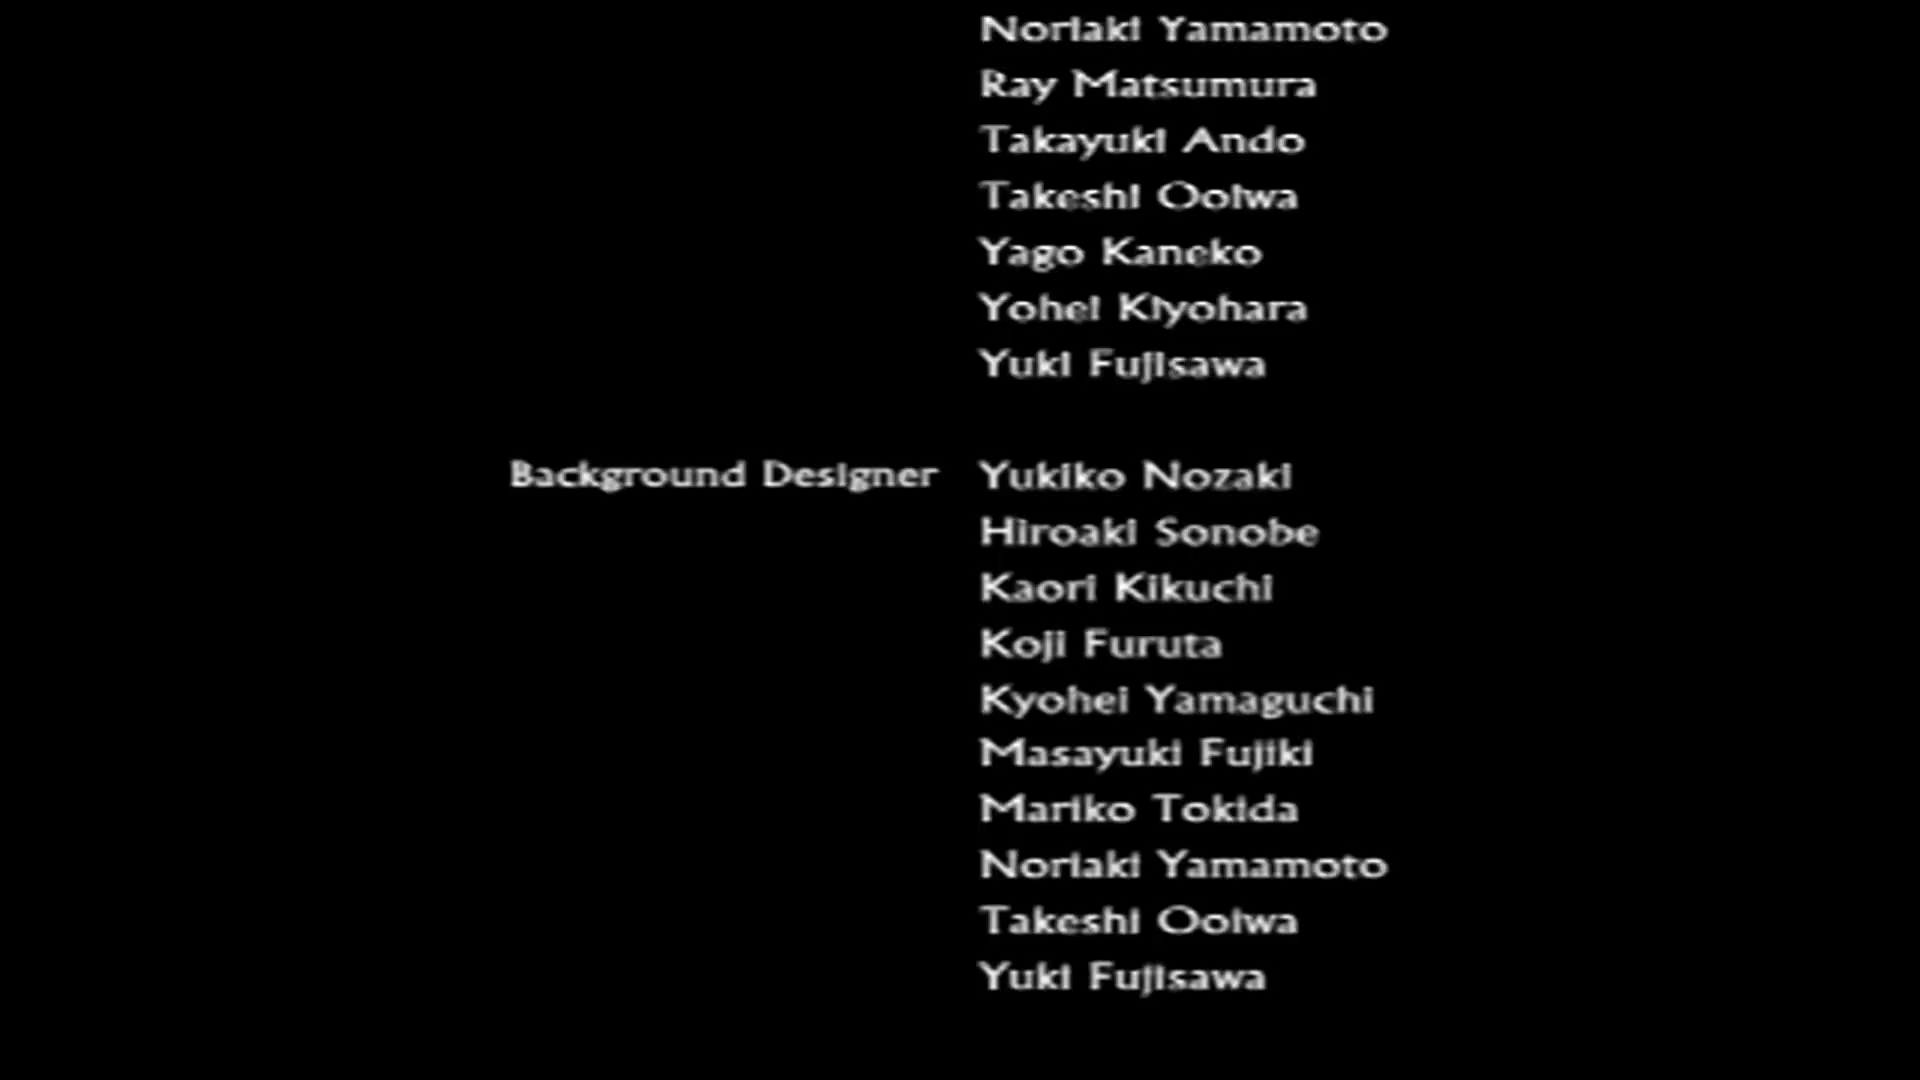 Noriaki Yamamoto
Ray Matsumura
Takayuki Ando
Takeshi Ooiwa
Yago Kaneko
Yohei Kiyohara
Yuki Fujisawa
Background Designer Yukiko Nozaki
Hiroaki Sonobe
Kaori Kikuchi
Koji Furuta
Kyohei Yamaguchi
Masayuki Fujiki
Mariko Tokida
Noriaki Yamamoto
Takeshi Ooiwa
Yuki Fujisawa